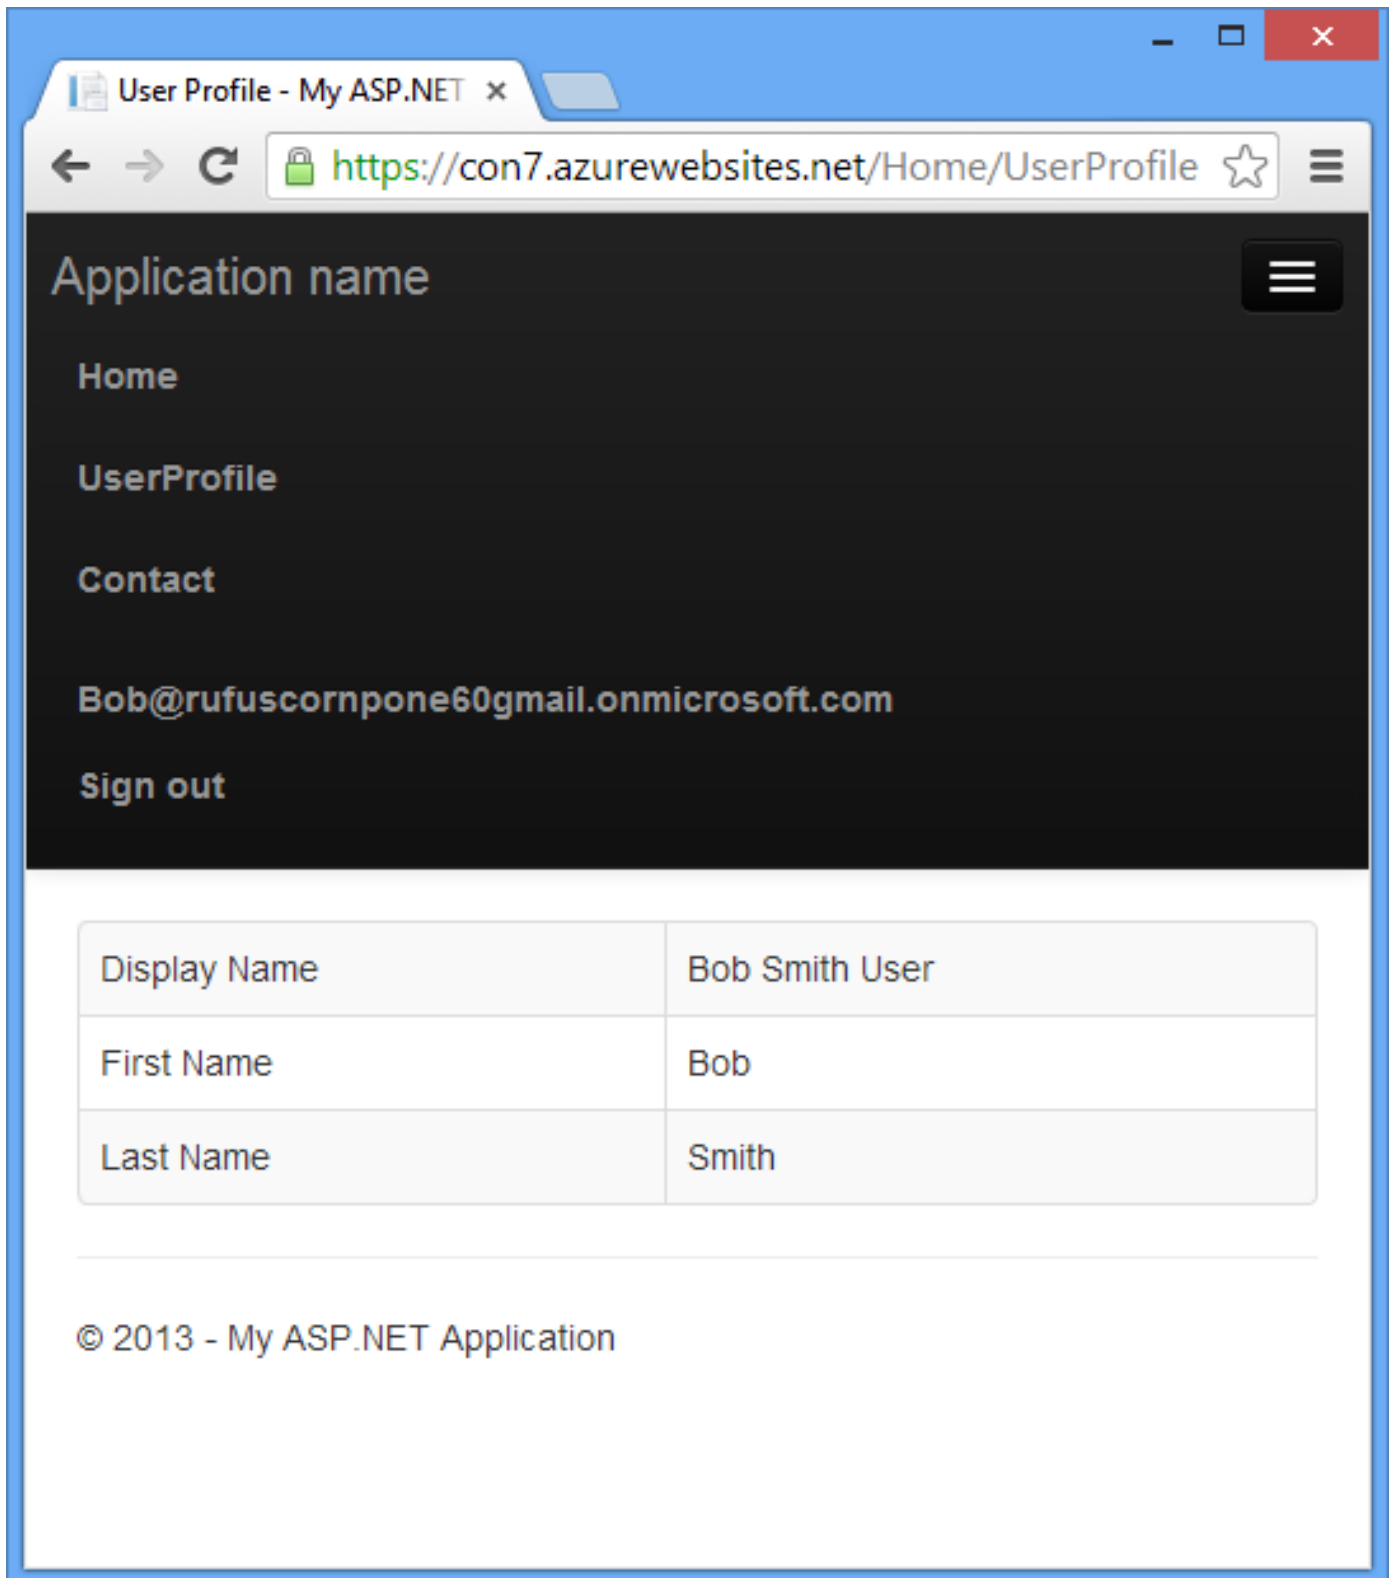 User Profile - My ASP.NET
https://con7.azurewebsites.net/Home/UserProfile
Application name
Home
UserProfile
Contact
Bob@rufuscornpone60gmail.onmicrosoft.com
Sign out
Display Name Bob Smith User
First Name Bob
Last Name Smith
© 2013 - My ASP.NET Application